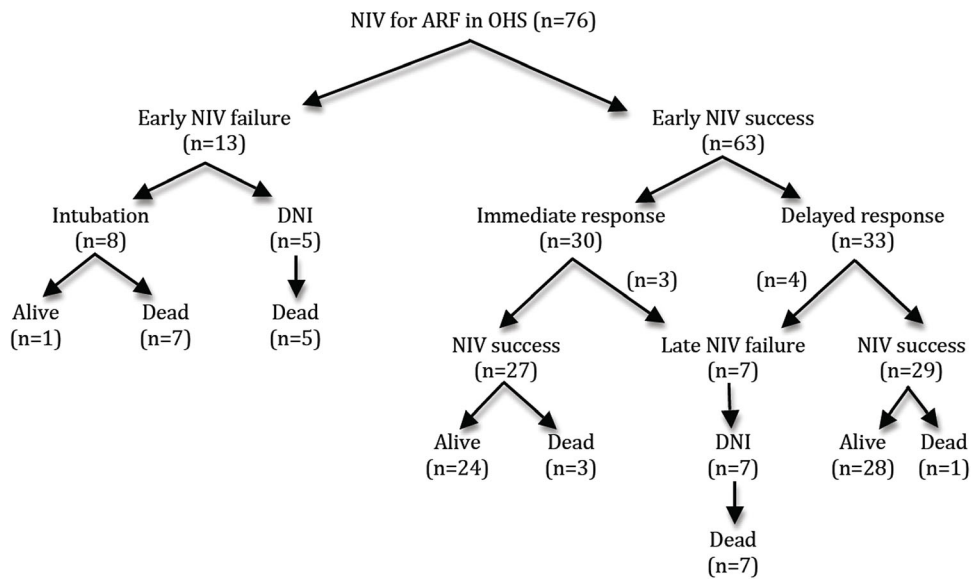 NIV for ARF in OHS (n=76)
Early NIV failure
(n=13)
Early NIV success
(n=63)
Intubation
(n=8)
DNI
(n=5)
Immediate response
(n=30)
Delayed response
(n=33)
(n=3)
(n=4)
Alive
(n=1)
Dead
(n=7)
Dead
(n=5)
NIV success
(n=27)
Late NIV failure
(n=7)
NIV success
(n=29)
Alive
(n=24)
Dead
(n=3)
DNI
(n=7)
Alive
(n=28)
Dead
(n=1)
Dead
(n=7)